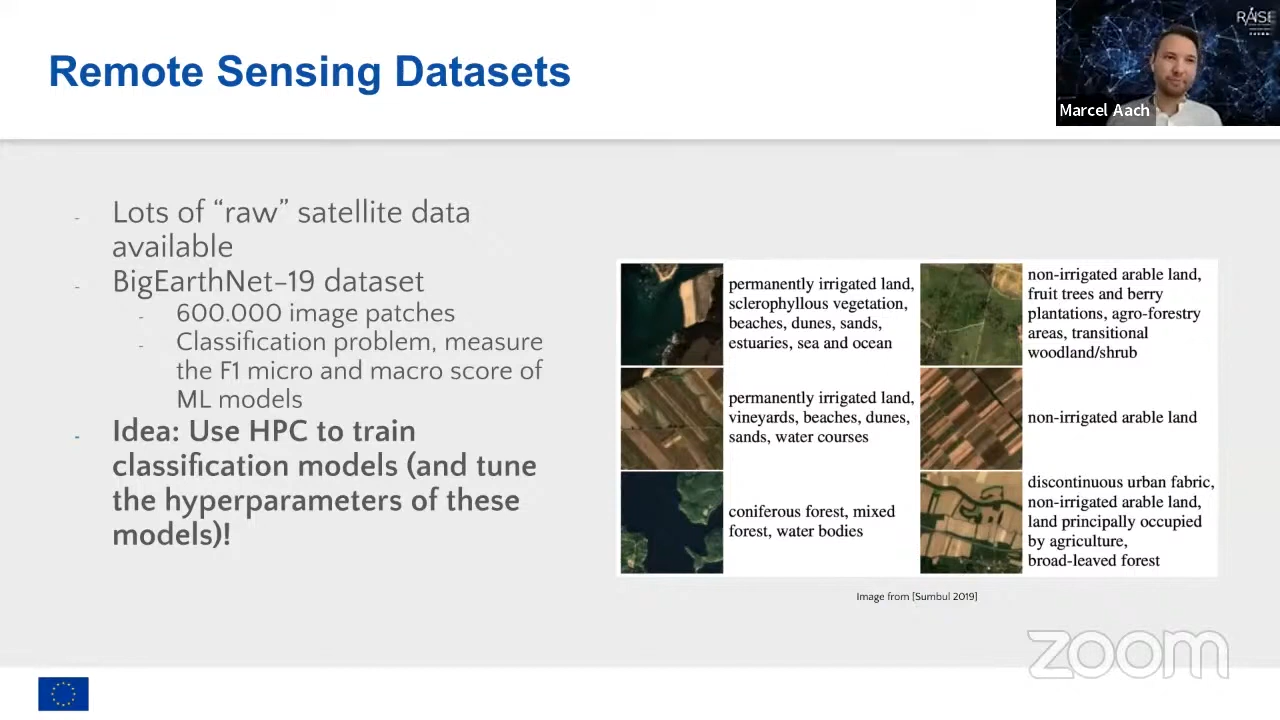 Remote Sensing Datasets
RAISE
Marcel Aach
- Lots of “raw” satellite data
available
- BigEarthNet-19 dataset
- 600.000 image patches
- Classification problem, measure
the F1 micro and macro score of
ML models
- Idea: Use HPC to train
classification models (and tune
the hyperparameters of these
models)!
permanently irrigated land,
sclerophyllous vegetation,
beaches, dunes, sands,
estuaries, sea and ocean
non-irrigated arable land,
fruit trees and berry
plantations, agro-forestry
areas, transitional
woodland/shrub
permanently irrigated land,
vineyards, beaches, dunes,
sands, water courses
non-irrigated arable land
coniferous forest, mixed
forest, water bodies
discontinuous urban fabric,
non-irrigated arable land,
land principally occupied
by agriculture,
broad-leaved forest
Image from [Sumbul 2019]
zoom